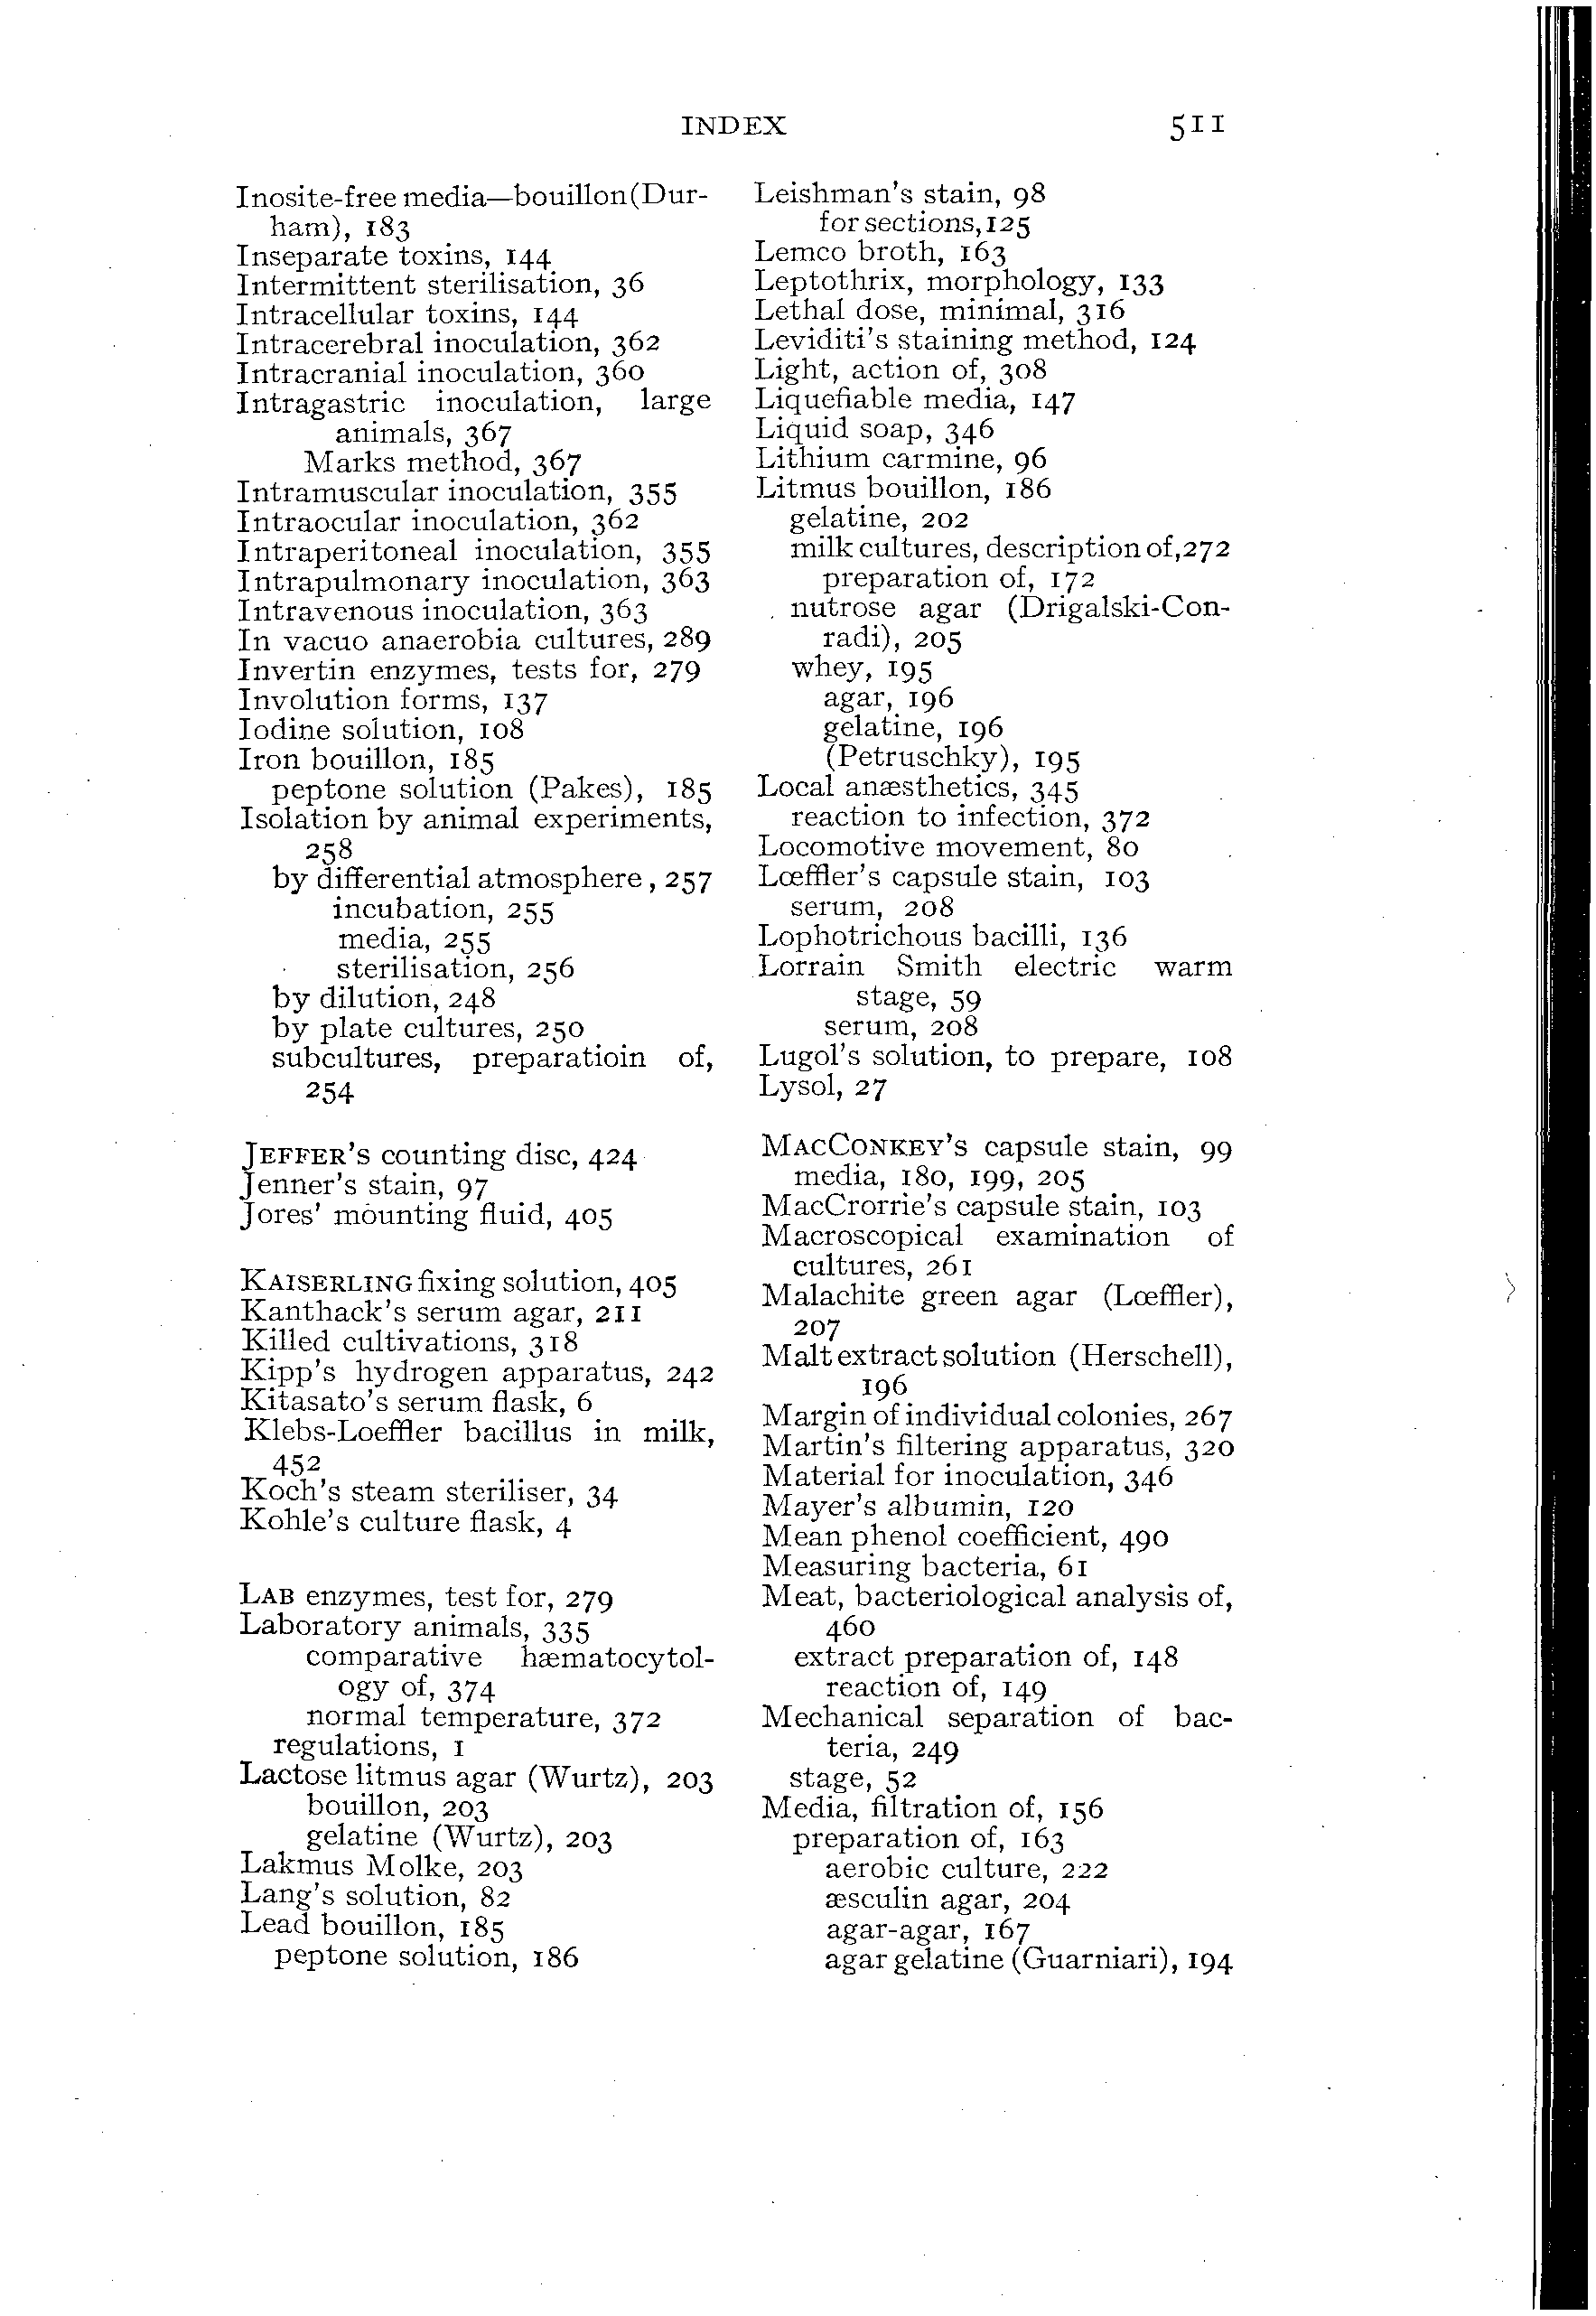 INDEX 511
Inosite-free media—bouillon(Dur-
ham), 183
Inseparate toxins, 144
Intermittent sterilisation, 36
Intracellular toxins, 144
Intracerebral inoculation, 362
Intracranial inoculation, 360
Intragastric inoculation, large
animals, 367
Marks method, 367
Intramuscular inoculation, 355
Intraocular inoculation, 362
Intraperitoneal inoculation, 355
Intrapulmonary inoculation, 363
Intravenous inoculation, 363
In vacuo anaerobia cultures, 289
Invertin enzymes, tests for, 279
Involution forms, 137
Iodine solution, 108
Iron bouillon, 185
peptone solution (Pakes), 185
Isolation by animal experiments,
258
by differential atmosphere, 257
incubation, 255
media, 255
sterilisation, 256
by dilution, 248
by plate cultures, 250
subcultures, preparatioin of,
254
JEFFER'S counting disc, 424
Jenner's stain, 97
Jores' mounting fluid, 405
KAISERLING fixing solution, 405
Kanthack's serum agar, 211
Killed cultivations, 318
Kipp's hydrogen apparatus, 242
Kitasato's serum flask, 6
Klebs-Loeffler bacillus in milk,
452
Koch's steam steriliser, 34
Kohle's culture flask, 4
LAB enzymes, test for, 279
Laboratory animals, 335
comparative hæmatocytol-
ogy of, 374
normal temperature, 372
regulations, 1
Lactose litmus agar (Wurtz), 203
bouillon, 203
gelatine (Wurtz), 203
Lakmus Molke, 203
Lang's solution, 82
Lead bouillon, 185
peptone solution, 186
Leishman's stain, 98
for sections, 125
Lemco broth, 163
Leptothrix, morphology, 133
Lethal dose, minimal, 316
Leviditi's staining method, 124
Light, action of, 308
Liquefiable media, 147
Liquid soap, 346
Lithium carmine, 96
Litmus bouillon, 186
gelatine, 202
milk cultures, description of, 272
preparation of, 172
nutrose agar (Drigalski-Con-
radi), 205
whey, 195
agar, 196
gelatine, 196
(Petruschky), 195
Local anæsthetics, 345
reaction to infection, 372
Locomotive movement, 80
Lœffler's capsule stain, 103
serum, 208
Lophotrichous bacilli, 136
Lorrain Smith electric warm
stage, 59
serum, 208
Lugol's solution, to prepare, 108
Lysol, 27
MACCONKEY'S capsule stain, 99
media, 180, 199, 205
MacCrorrie's capsule stain, 103
Macroscopical examination of
cultures, 261
Malachite green agar (Lœffler),
207
Malt extract solution (Herschell),
196
Margin of individual colonies, 267
Martin's filtering apparatus, 320
Material for inoculation, 346
Mayer's albumin, 120
Mean phenol coefficient, 490
Measuring bacteria, 61
Meat, bacteriological analysis of,
460
extract preparation of, 148
reaction of, 149
Mechanical separation of bac-
teria, 249
stage, 52
Media, filtration of, 156
preparation of, 163
aerobic culture, 222
æsculin agar, 204
agar-agar, 167
agar gelatine (Guarniari), 194